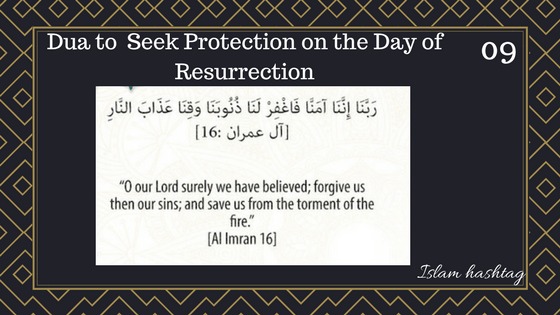 Dua to Seek Protection on the Day of
Resurrection
09
رَبَّنَا إِنَّنَا آمَنَّا فَاغْفِرْ لَنَا ذُنُوبَنَا وَقِنَا عَذَابَ النَّارِ
[آل عمران :16]
“O our Lord surely we have believed; forgive us
then our sins; and save us from the torment of the
fire.”
[Al Imran 16]
Islam hashtag